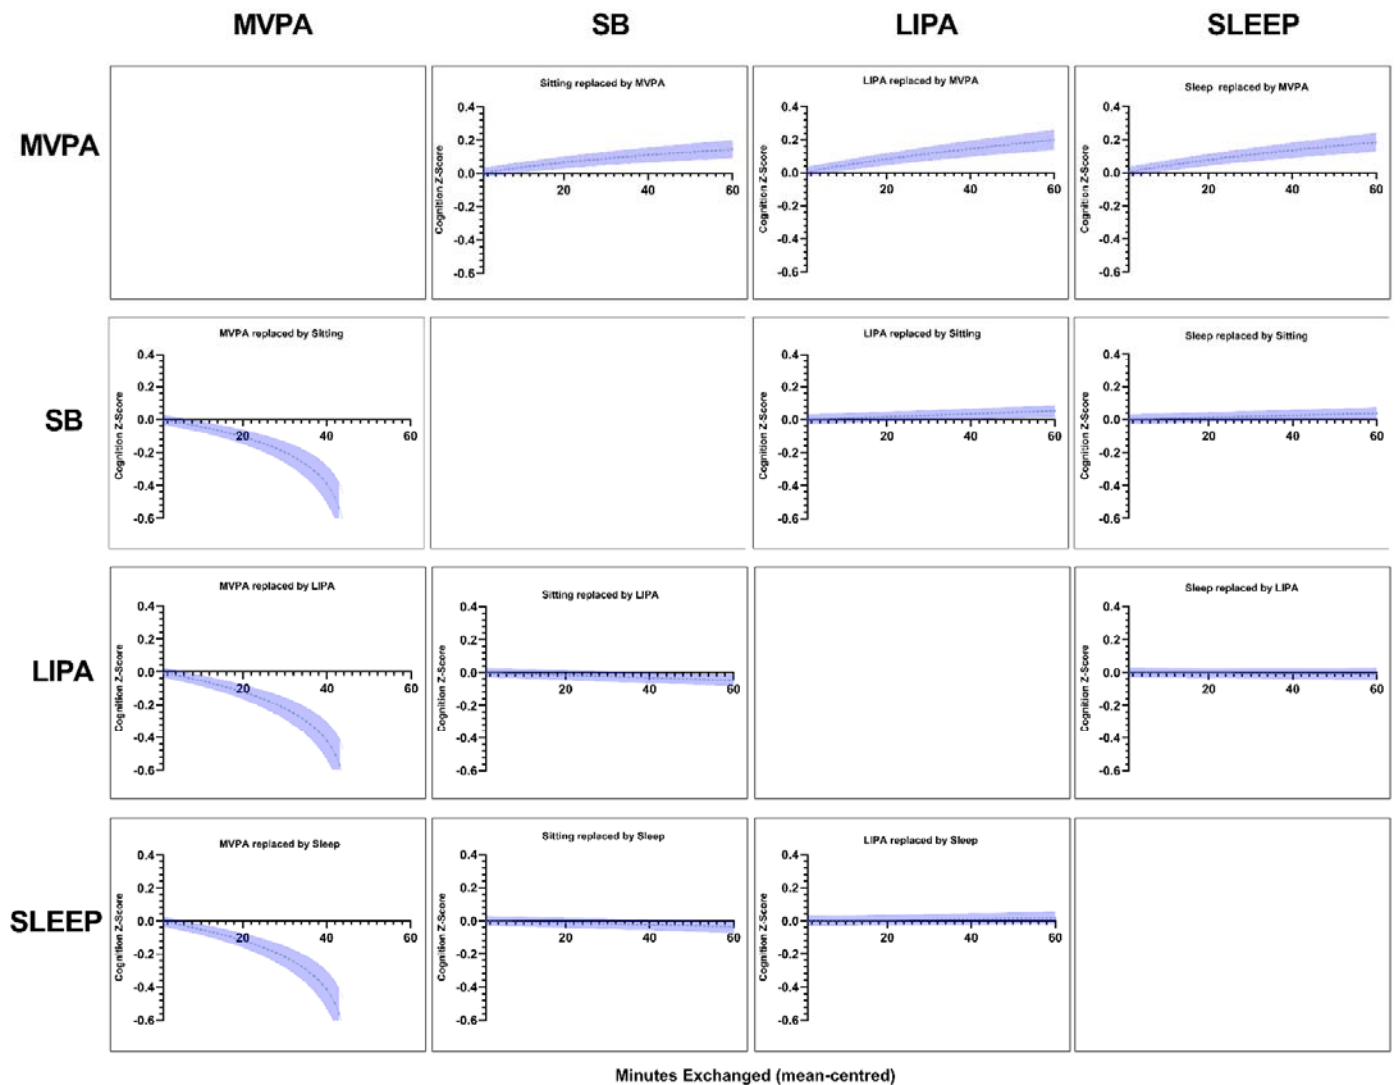 MVPA SB LIPA SLEEP
MVPA
Sitting replaced by MVPA
Cognition Z-Score
0.4
0.2
0.0
-0.2
-0.4
-0.6
20 40 60
LIPA replaced by MVPA
Cognition Z-Score
0.4
0.2
0.0
-0.2
-0.4
-0.6
20 40 60
Sleep replaced by MVPA
Cognition Z-Score
0.4
0.2
0.0
-0.2
-0.4
-0.6
20 40 60
SB
MVPA replaced by Sitting
Cognition Z-Score
0.4
0.2
0.0
-0.2
-0.4
-0.6
20 40 60
LIPA replaced by Sitting
Cognition Z-Score
0.4
0.2
0.0
-0.2
-0.4
-0.6
20 40 60
Sleep replaced by Sitting
Cognition Z-Score
0.4
0.2
0.0
-0.2
-0.4
-0.6
20 40 60
LIPA
MVPA replaced by LIPA
Cognition Z-Score
0.4
0.2
0.0
-0.2
-0.4
-0.6
20 40 60
Sitting replaced by LIPA
Cognition Z-Score
0.4
0.2
0.0
-0.2
-0.4
-0.6
20 40 60
Sleep replaced by LIPA
Cognition Z-Score
0.4
0.2
0.0
-0.2
-0.4
-0.6
20 40 60
SLEEP
MVPA replaced by Sleep
Cognition Z-Score
0.4
0.2
0.0
-0.2
-0.4
-0.6
20 40 60
Sitting replaced by Sleep
Cognition Z-Score
0.4
0.2
0.0
-0.2
-0.4
-0.6
20 40 60
LIPA replaced by Sleep
Cognition Z-Score
0.4
0.2
0.0
-0.2
-0.4
-0.6
20 40 60
Minutes Exchanged (mean-centred)